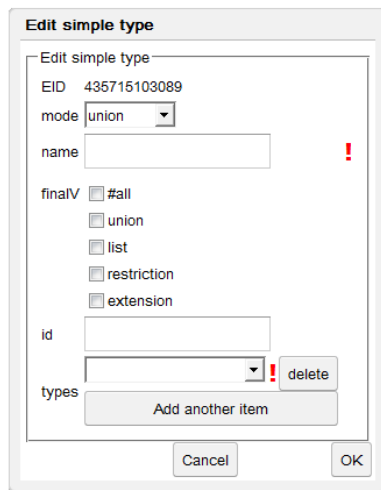 Edit simple type
Edit simple type
EID 435715103089
mode union
name !
finalV #all
union
list
restriction
extension
id
! delete
types
Add another item
Cancel OK